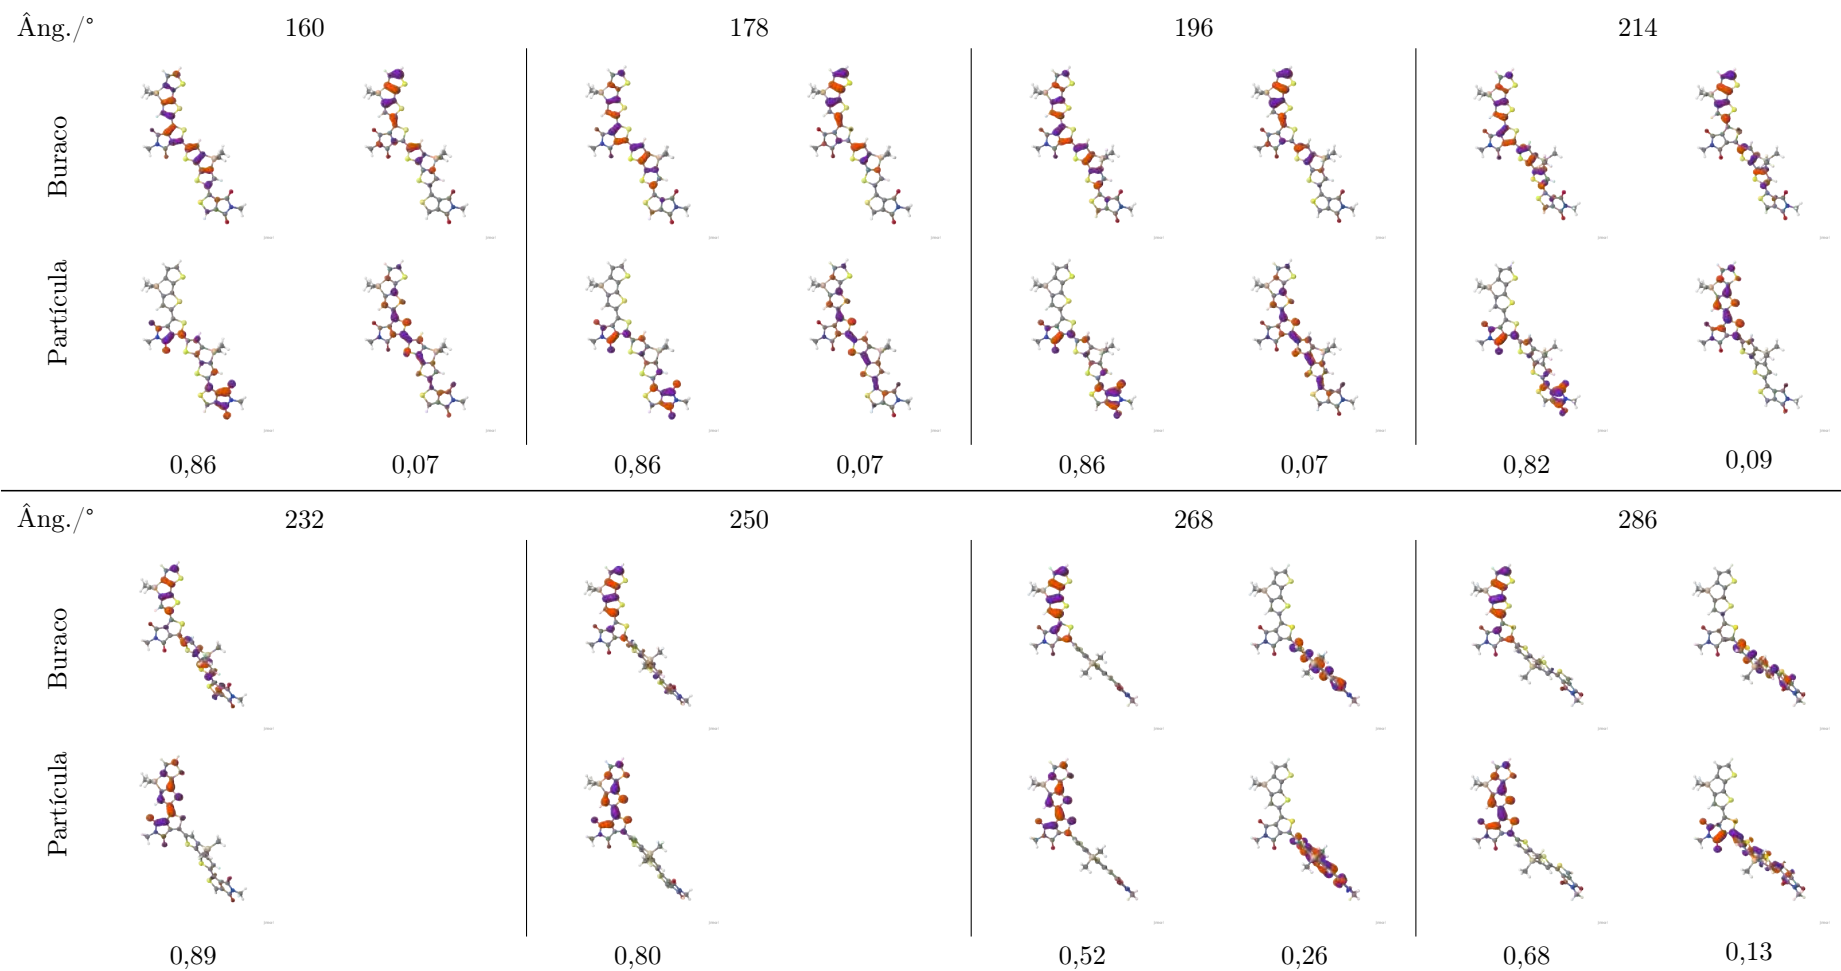 Âng./° 160 178 196 214
Buraco
Partícula
0,86 0,07 0,86 0,07 0,86 0,07 0,82 0,09
Âng./° 232 250 268 286
Buraco
Partícula
0,89 0,80 0,52 0,26 0,68 0,13